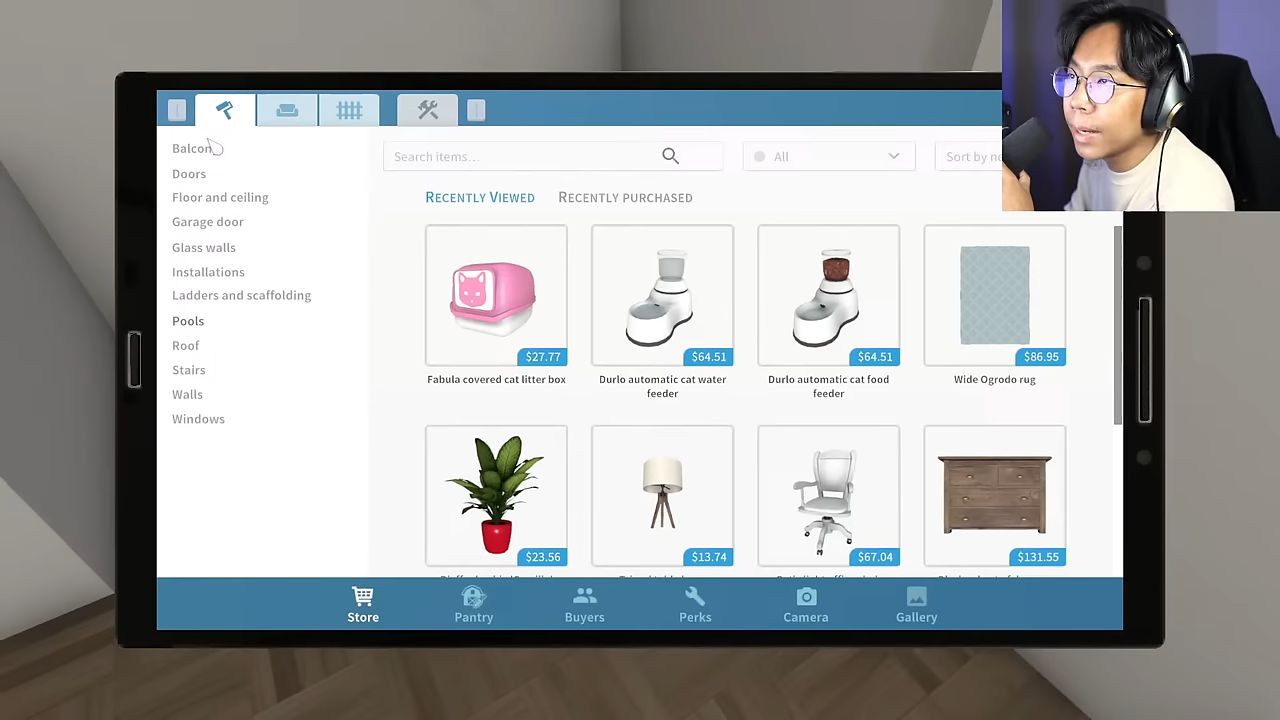 Balcon
Doors
Floor and ceiling
Garage door
Glass walls
Installations
Ladders and scaffolding
Pools
Roof
Stairs
Walls
Windows
Search items...
All
Sort by
RECENTLY VIEWED
RECENTLY PURCHASED
$27.77
$64.51
$64.51
$86.95
Fabula covered cat litter box
Durlo automatic cat water
feeder
Durlo automatic cat food
feeder
Wide Ogrodo rug
$23.56
$13.74
$67.04
$131.55
Store
Pantry
Buyers
Perks
Camera
Gallery